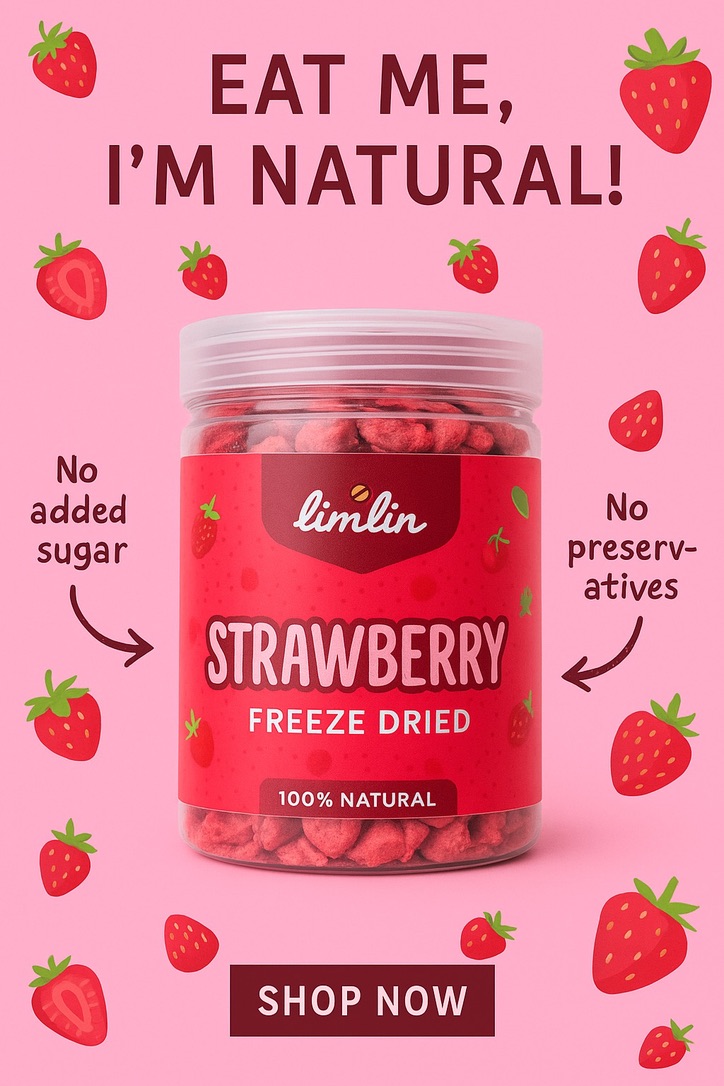 EAT ME,
I'M NATURAL!
No
added
sugar
No
preserv-
atives
limlin
STRAWBERRY
FREEZE DRIED
100% NATURAL
SHOP NOW